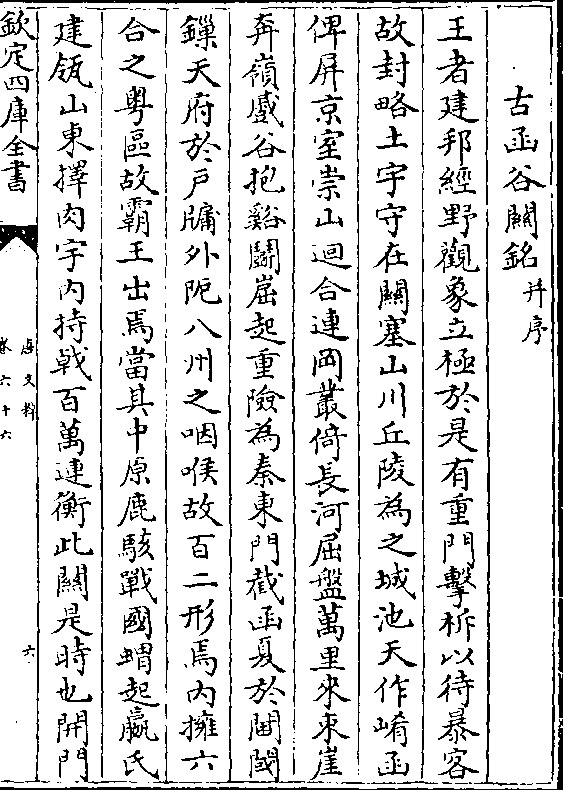 古函谷關銘并序
王者建邦經野觀象立極於是有重門擊柝以待暴客
故封略土宇守在關塞山川丘陵為之城池天作崤函
俾屏京室崇山迴合連岡叢倚長河屈盤萬里來束崖
奔嶺蹙谷抱谿鬭崫起重險為秦東門截函夏於閫閾
鏁天府於戶牖外阨八州之咽喉故百二形焉內擁六
合之粤區故霸王出焉當其中原鹿駭戰國蝟起嬴氏
建瓴山東擇肉宇內持戟百萬連衡此關是時也開門
欽定四庫全書
唐文粹
卷六十六
六